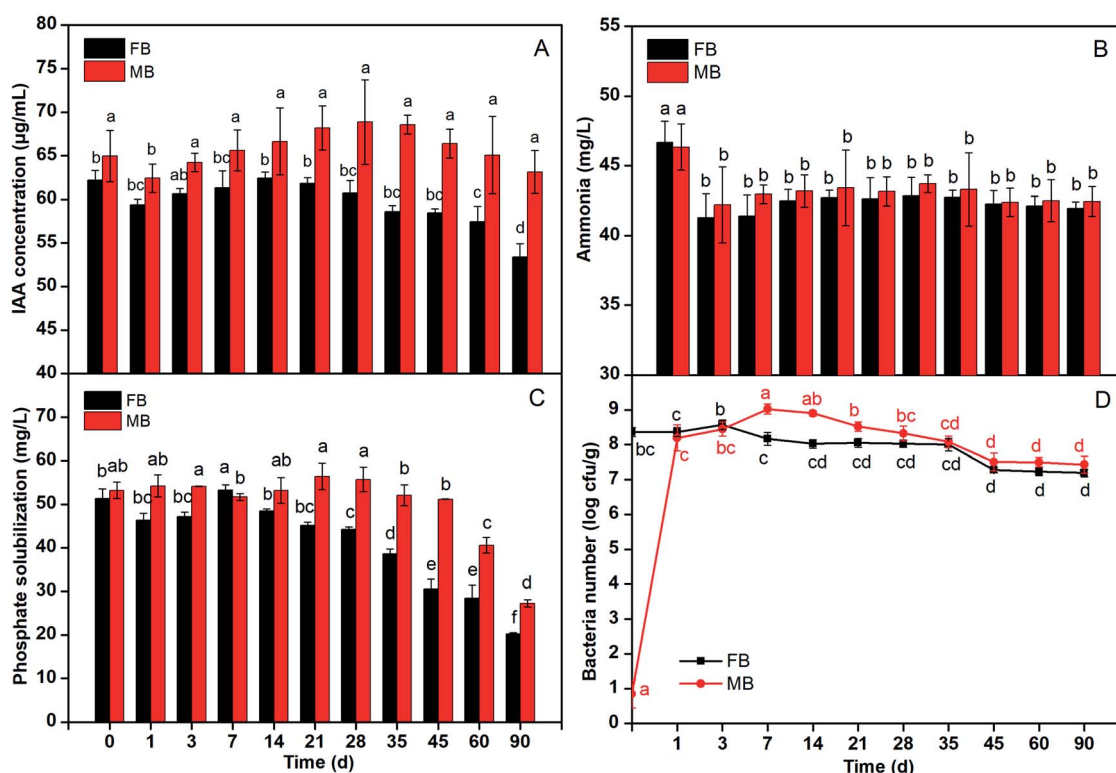 A
FB
MB
IAA concentration (µg/mL)
80
75
70
65
60
55
50
45
40
b a bc b ab a bc a b a b a b a bc a bc a c a d a
B
FB
MB
Ammonia (mg/L)
55
50
45
40
35
30
a a b b b b b b b b b b b b b b b b b b b b
C
FB
MB
Phosphate solubilization (mg/L)
70
60
50
40
30
20
10
0
b ab bc ab bc a a b b ab bc a c a d b e b e c f d
0 1 3 7 14 21 28 35 45 60 90
Time (d)
D
Bacteria number (log cfu/g)
9
8
7
6
5
4
3
2
1
0
c b a ab b bc cd d d d
bc c bc c cd cd cd cd d d d
a
FB
MB
1 3 7 14 21 28 35 45 60 90
Time (d)